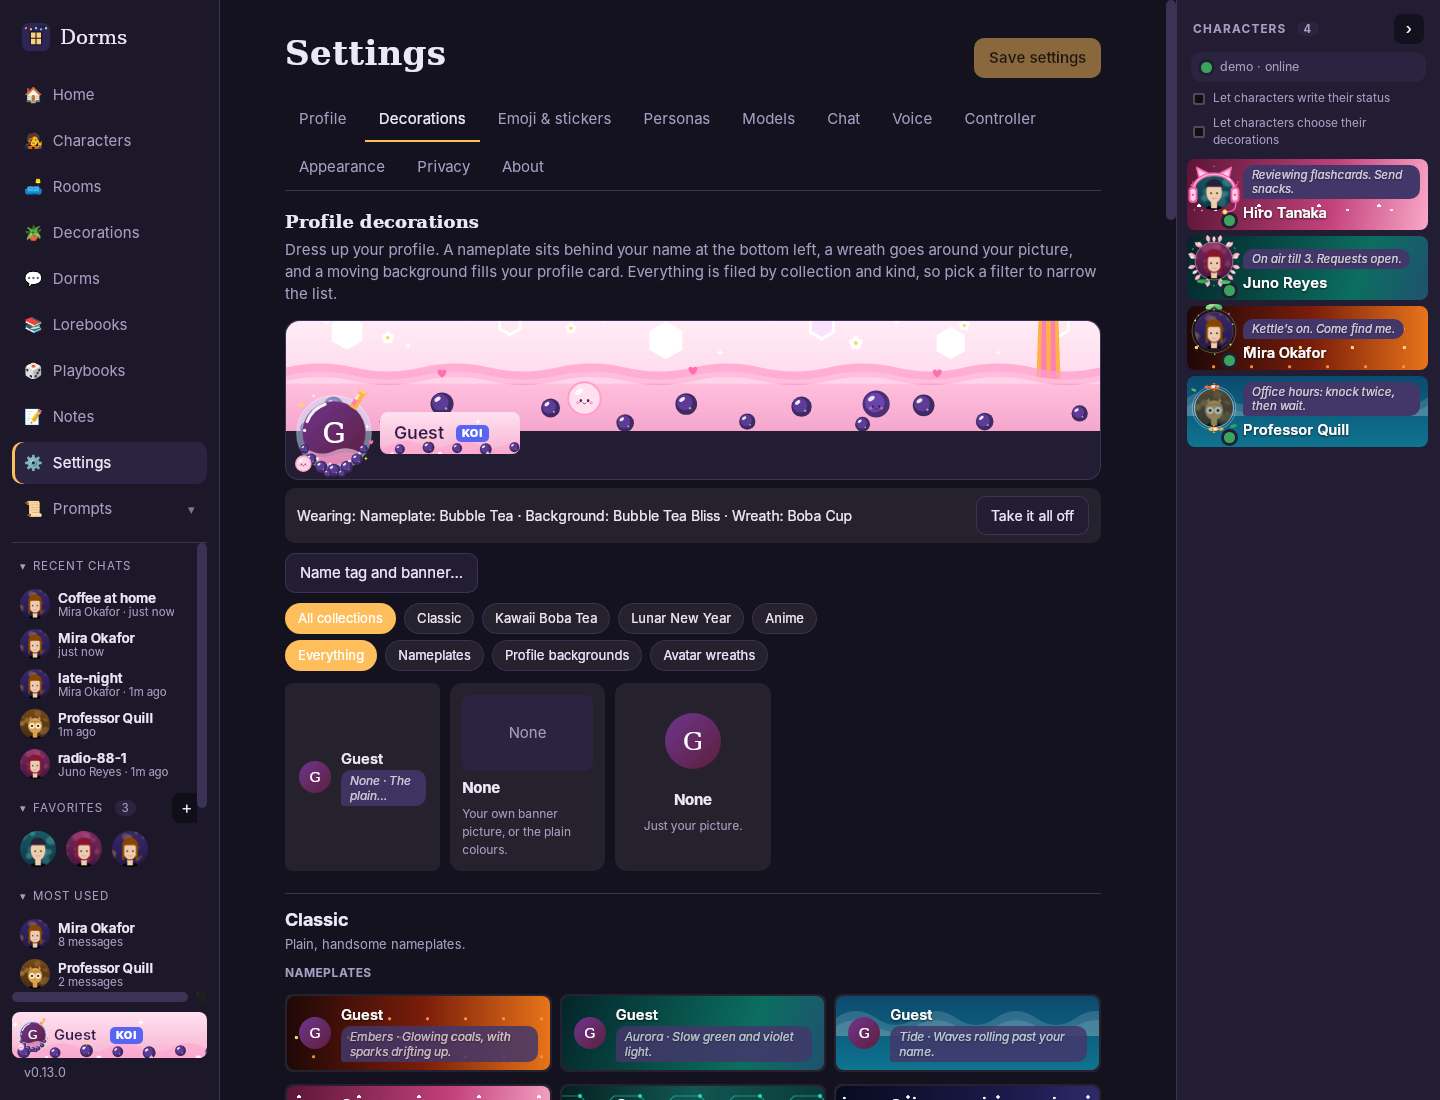 Dorms
Home
Characters
Rooms
Decorations
Dorms
Lorebooks
Playbooks
Notes
Settings
Prompts
RECENT CHATS
Coffee at home
Mira Okafor · just now
Mira Okafor
just now
late-night
Mira Okafor · 1m ago
Professor Quill
1m ago
radio-88-1
Juno Reyes · 1m ago
FAVORITES 3 +
MOST USED
Mira Okafor
8 messages
Professor Quill
2 messages
G Guest KOI
v0.13.0
Settings
Save settings
Profile Decorations Emoji & stickers Personas Models Chat Voice Controller
Appearance Privacy About
Profile decorations
Dress up your profile. A nameplate sits behind your name at the bottom left, a wreath goes around your picture,
and a moving background fills your profile card. Everything is filed by collection and kind, so pick a filter to narrow
the list.
G Guest KOI
Wearing: Nameplate: Bubble Tea · Background: Bubble Tea Bliss · Wreath: Boba Cup
Take it all off
Name tag and banner...
All collections Classic Kawaii Boba Tea Lunar New Year Anime
Everything Nameplates Profile backgrounds Avatar wreaths
G
Guest
None · The
plain...
None
None
Your own banner
picture, or the plain
colours.
G
None
Just your picture.
Classic
Plain, handsome nameplates.
NAMEPLATES
G
Guest
Embers · Glowing coals, with
sparks drifting up.
G
Guest
Aurora · Slow green and violet
light.
G
Guest
Tide · Waves rolling past your
name.
CHARACTERS 4
demo · online
Let characters write their status
Let characters choose their
decorations
Reviewing flashcards. Send
snacks.
Hiro Tanaka
On air till 3. Requests open.
Juno Reyes
Kettle's on. Come find me.
Mira Okafor
Office hours: knock twice,
then wait.
Professor Quill